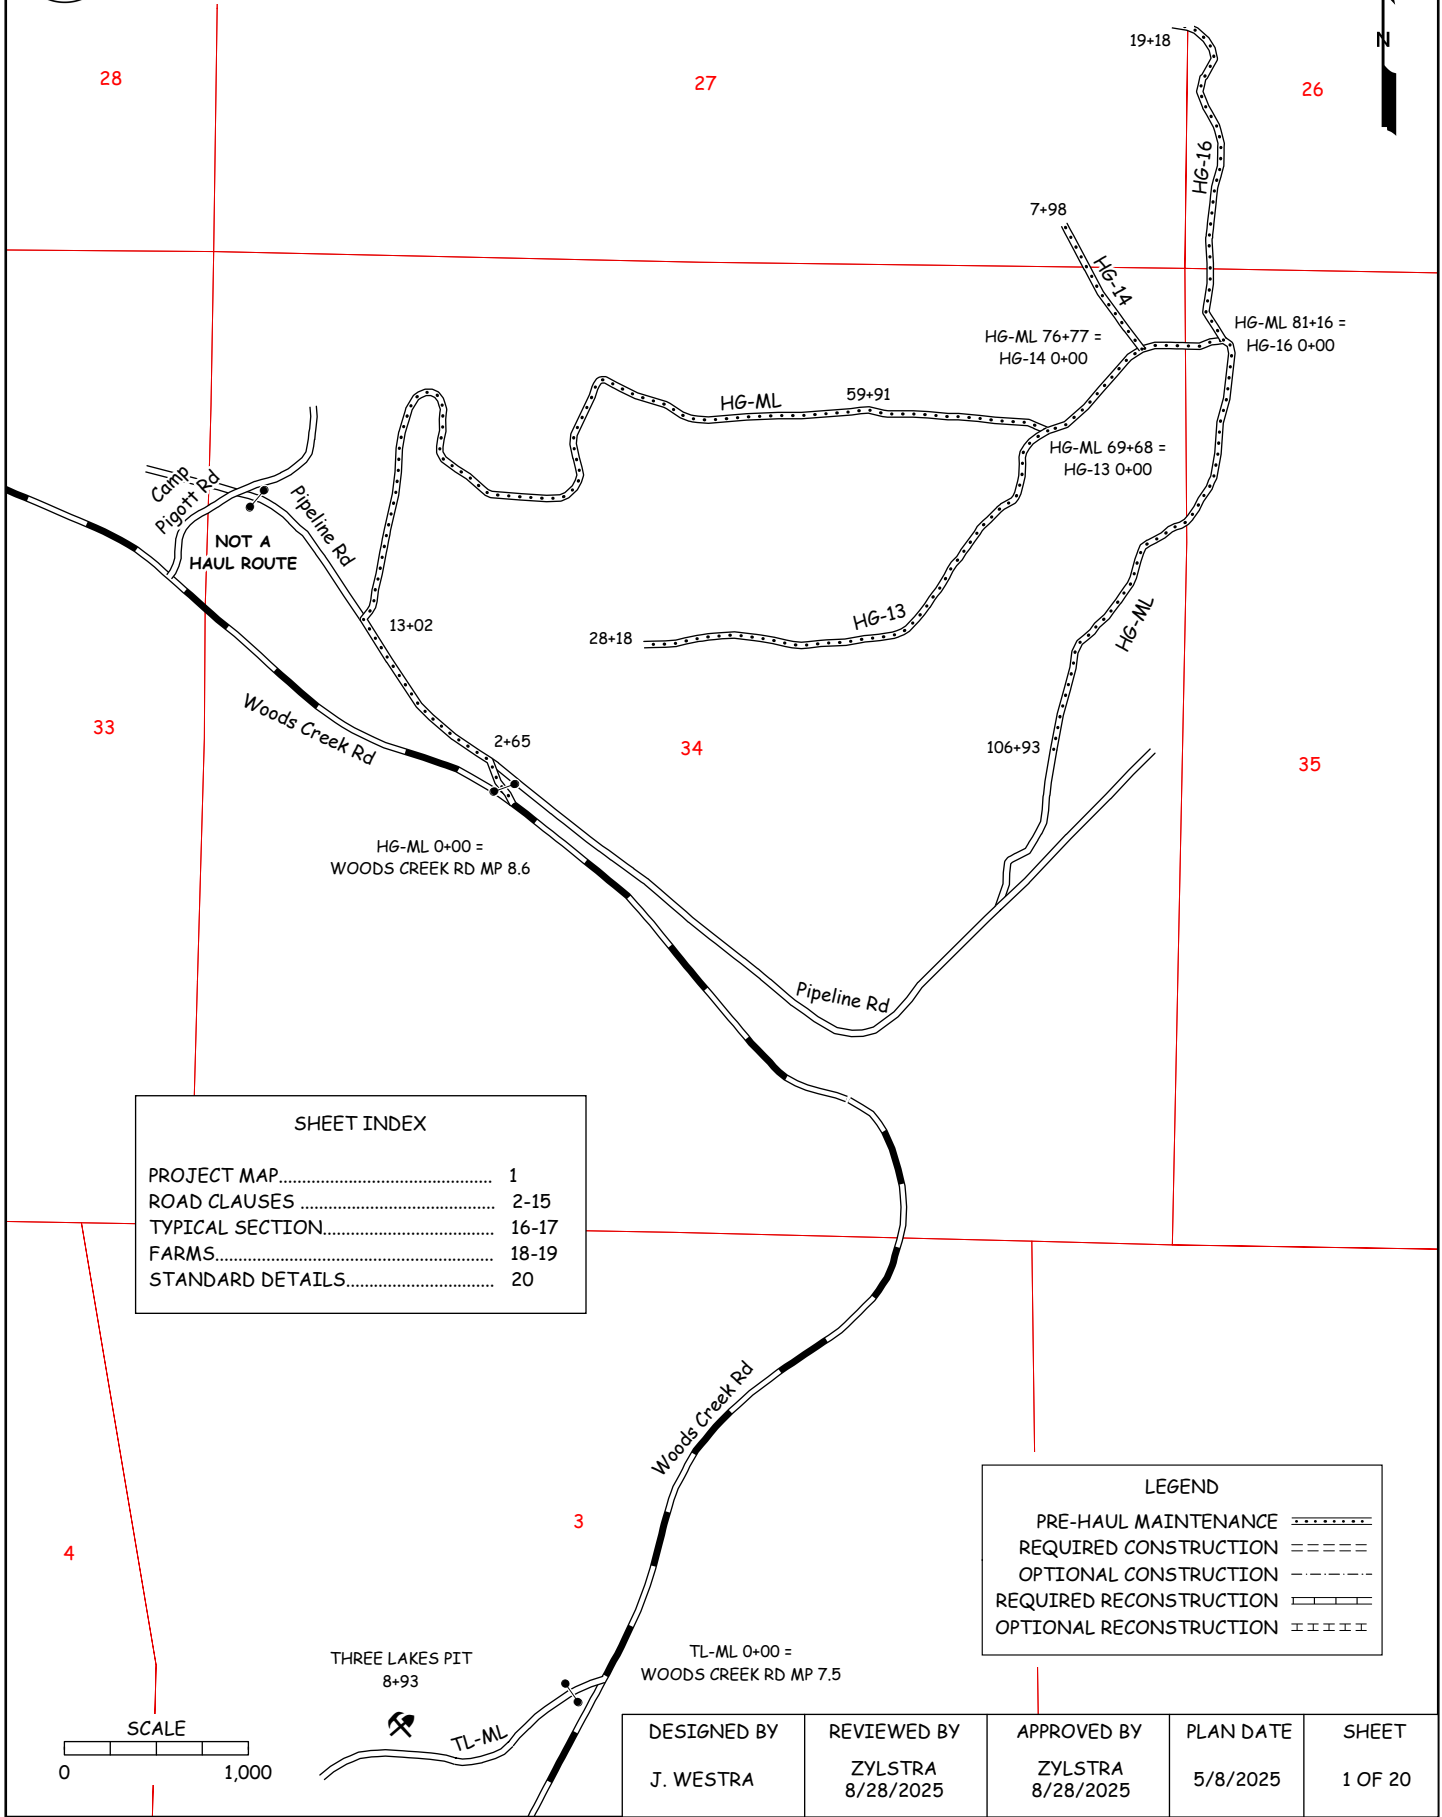 N
19+18
28
27
26
HG-16
7+98
HG-14
HG-ML 81+16 =
HG-16 0+00
HG-ML 76+77 =
HG-14 0+00
HG-ML
59+91
HG-ML 69+68 =
HG-13 0+00
Camp
Pigott Rd
Pipeline Rd
NOT A
HAUL ROUTE
13+02
HG-13
28+18
HG-ML
33
Woods Creek Rd
2+65
34
106+93
35
HG-ML 0+00 =
WOODS CREEK RD MP 8.6
Pipeline Rd
SHEET INDEX
PROJECT MAP.......................................... 1
ROAD CLAUSES ...................................... 2-15
TYPICAL SECTION.................................. 16-17
FARMS....................................................... 18-19
STANDARD DETAILS............................. 20
Woods Creek Rd
3
4
LEGEND
PRE-HAUL MAINTENANCE
REQUIRED CONSTRUCTION
OPTIONAL CONSTRUCTION
REQUIRED RECONSTRUCTION
OPTIONAL RECONSTRUCTION
THREE LAKES PIT
8+93
TL-ML 0+00 =
WOODS CREEK RD MP 7.5
TL-ML
SCALE
0 1,000
DESIGNED BY REVIEWED BY APPROVED BY PLAN DATE SHEET
J. WESTRA ZYLSTRA ZYLSTRA 5/8/2025 1 OF 20
8/28/2025 8/28/2025